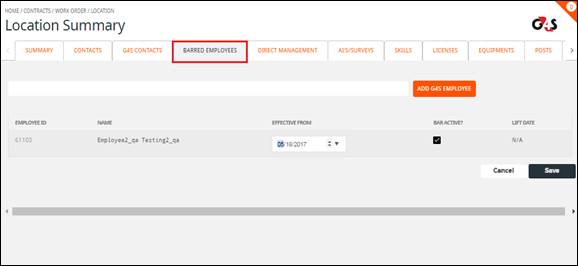 HOME / CONTRACTS / WORK ORDER / LOCATION
Location Summary
G4S
SUMMARY CONTACTS G4S CONTACTS BARRED EMPLOYEES DIRECT MANAGEMENT AES/SURVEYS SKILLS LICENSES EQUIPMENTS POSTS
ADD G4S EMPLOYEE
EMPLOYEE ID NAME EFFECTIVE FROM BAR ACTIVE? LIFT DATE
61103 Employee2_qa Testing2_qa 05/19/2017 N/A
Cancel Save